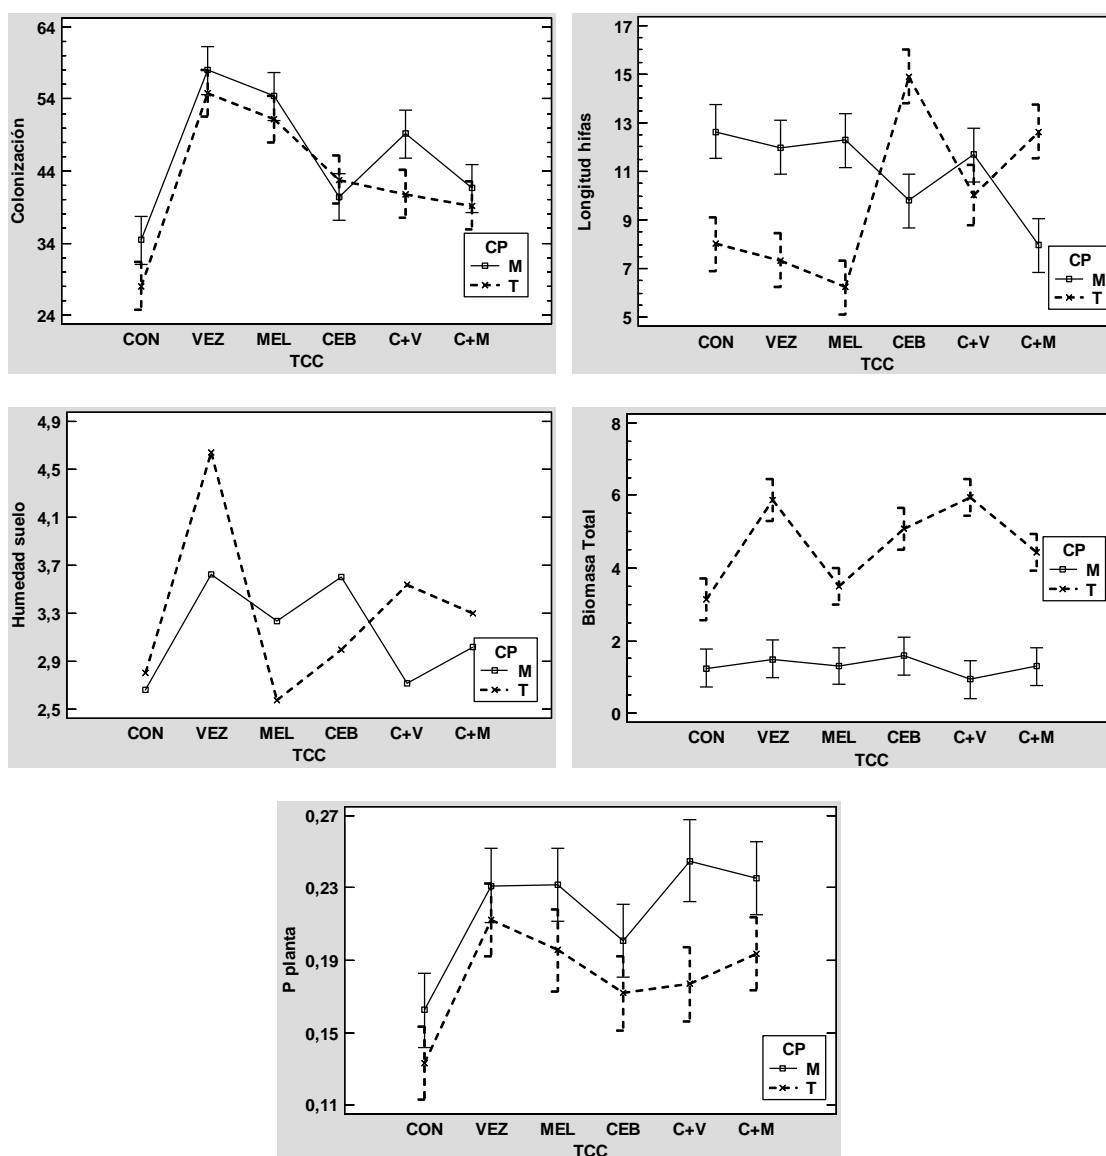 Colonización
64
54
44
34
24
CON VEZ MEL CEB C+V C+M
TCC
CP
M
T
Longitud hifas
17
15
13
11
9
7
5
CON VEZ MEL CEB C+V C+M
TCC
CP
M
T
Humedad suelo
4,9
4,5
4,1
3,7
3,3
2,9
2,5
CON VEZ MEL CEB C+V C+M
TCC
CP
M
T
Biomasa Total
8
6
4
2
0
CON VEZ MEL CEB C+V C+M
TCC
CP
M
T
P planta
0,27
0,23
0,19
0,15
0,11
CON VEZ MEL CEB C+V C+M
TCC
CP
M
T